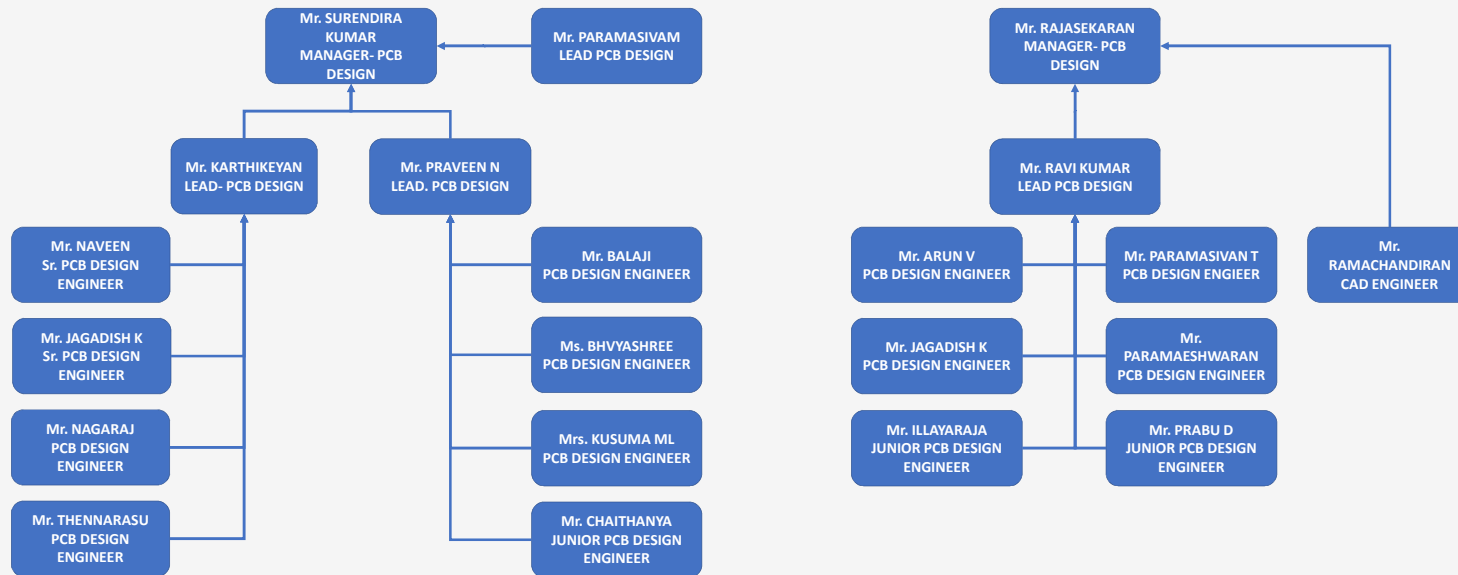 Mr. SURENDIRA
KUMAR
MANAGER- PCB
DESIGN
Mr. PARAMASIVAM
LEAD PCB DESIGN
Mr. RAJASEKARAN
MANAGER- PCB
DESIGN
Mr. KARTHIKEYAN
LEAD- PCB DESIGN
Mr. PRAVEEN N
LEAD. PCB DESIGN
Mr. RAVI KUMAR
LEAD PCB DESIGN
Mr. NAVEEN
Sr. PCB DESIGN
ENGINEER
Mr. BALAJI
PCB DESIGN ENGINEER
Mr. ARUN V
PCB DESIGN ENGINEER
Mr. PARAMASIVAN T
PCB DESIGN ENGIEER
Mr.
RAMACHANDIRAN
CAD ENGINEER
Mr. JAGADISH K
Sr. PCB DESIGN
ENGINEER
Ms. BHVYASHREE
PCB DESIGN ENGINEER
Mr. JAGADISH K
PCB DESIGN ENGINEER
Mr.
PARAMAESHWARAN
PCB DESIGN ENGINEER
Mr. NAGARAJ
PCB DESIGN
ENGINEER
Mrs. KUSUMA ML
PCB DESIGN ENGINEER
Mr. ILLAYARAJA
JUNIOR PCB DESIGN
ENGINEER
Mr. PRABU D
JUNIOR PCB DESIGN
ENGINEER
Mr. THENNARASU
PCB DESIGN
ENGINEER
Mr. CHAITHANYA
JUNIOR PCB DESIGN
ENGINEER